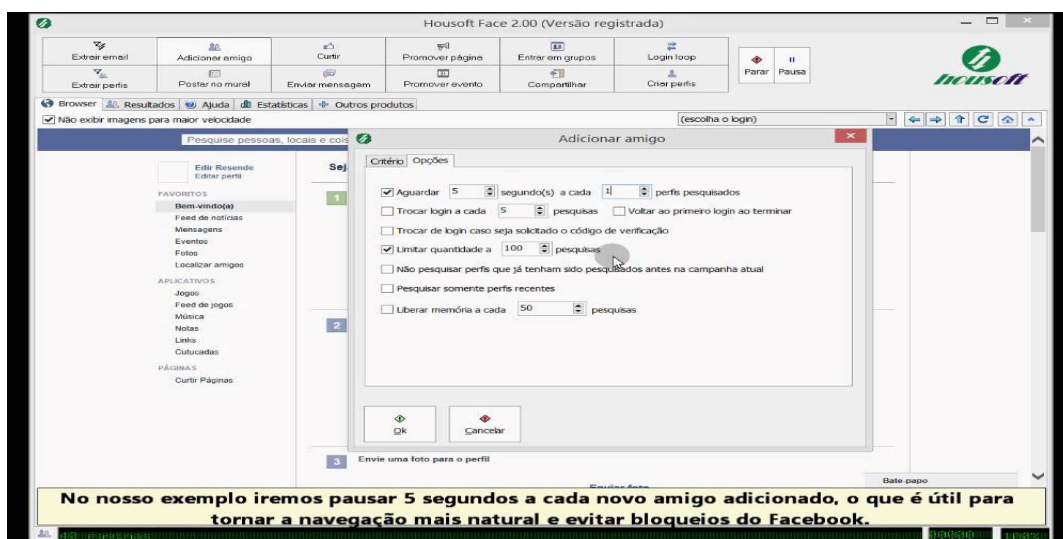 Housoft Face 2.00 (Versão registrada)
Extrair email
Adicionar amigo
Curtir
Promover página
Entrar em grupos
Login loop
Parar
Pausa
Extrair perfis
Postar no mural
Enviar mensagem
Promover evento
Compartilhar
Criar perfis
housoft
Browser Resultados Ajuda Estatísticas Outros produtos
Não exibir imagens para maior velocidade
(escolha o login)
Pesquise pessoas, locais e cois
Edir Resende
Editar perfil
Sej
FAVORITOS
Bem-vindo(a)
Feed de notícias
Mensagens
Eventos
Fotos
Localizar amigos
APLICATIVOS
Jogos
Feed de jogos
Música
Notas
Links
Cutucadas
PÁGINAS
Curtir Páginas
1
2
3
Adicionar amigo
Critério Opções
Aguardar 5 segundo(s) a cada 1 perfis pesquisados
Trocar login a cada 5 pesquisas Voltar ao primeiro login ao terminar
Trocar de login caso seja solicitado o código de verificação
Limitar quantidade a 100 pesquisas
Não pesquisar perfis que já tenham sido pesquisados antes na campanha atual
Pesquisar somente perfis recentes
Liberar memória a cada 50 pesquisas
Ok
Cancelar
Envie uma foto para o perfil
Bate-papo
No nosso exemplo iremos pausar 5 segundos a cada novo amigo adicionado, o que é útil para
tornar a navegação mais natural e evitar bloqueios do Facebook.